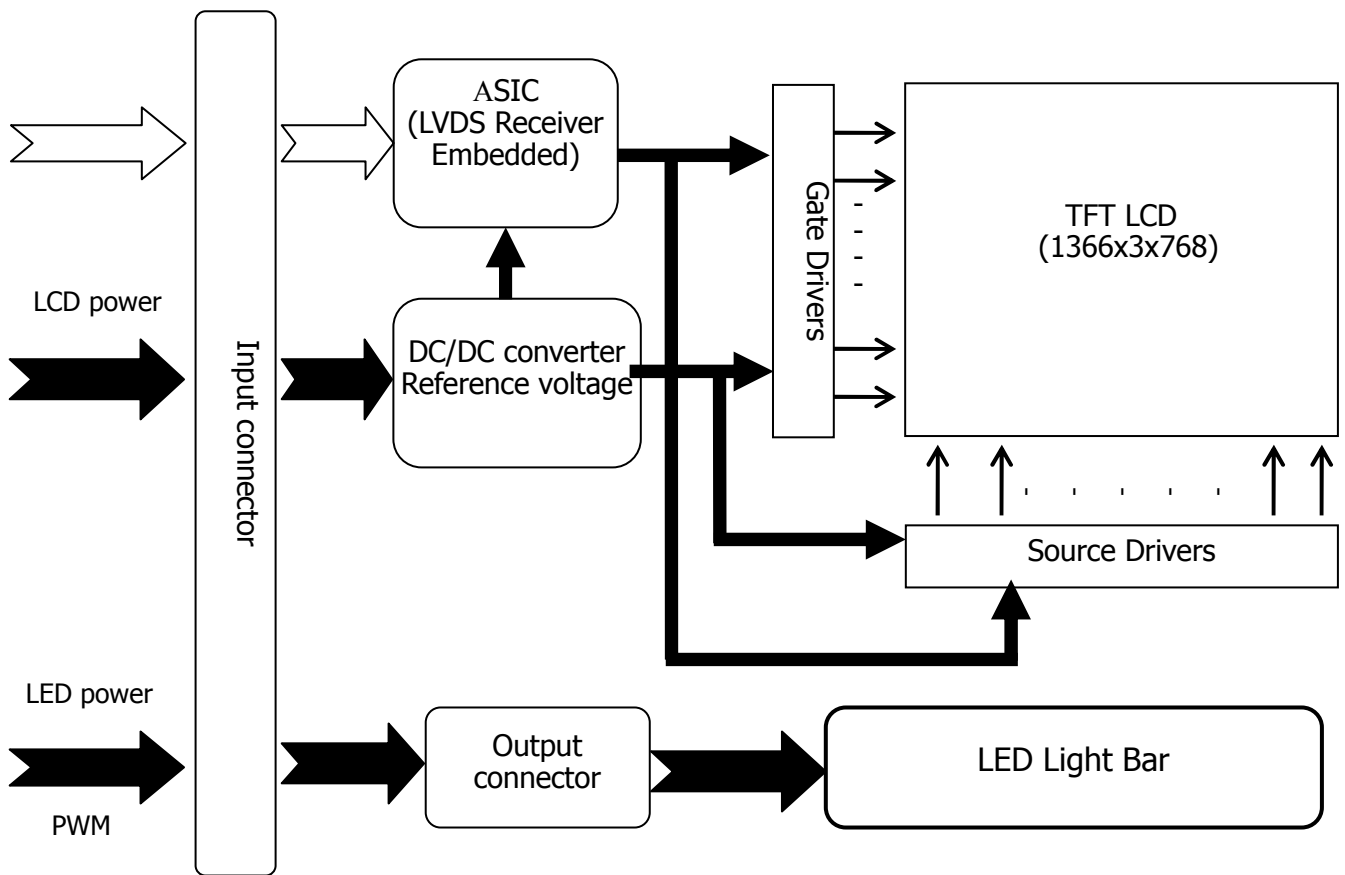 ASIC
(LVDS Receiver
Embedded)
Gate Drivers
TFT LCD
(1366x3x768)
LCD power
Input connector
DC/DC converter
Reference voltage
Source Drivers
LED power
Output
connector
LED Light Bar
PWM